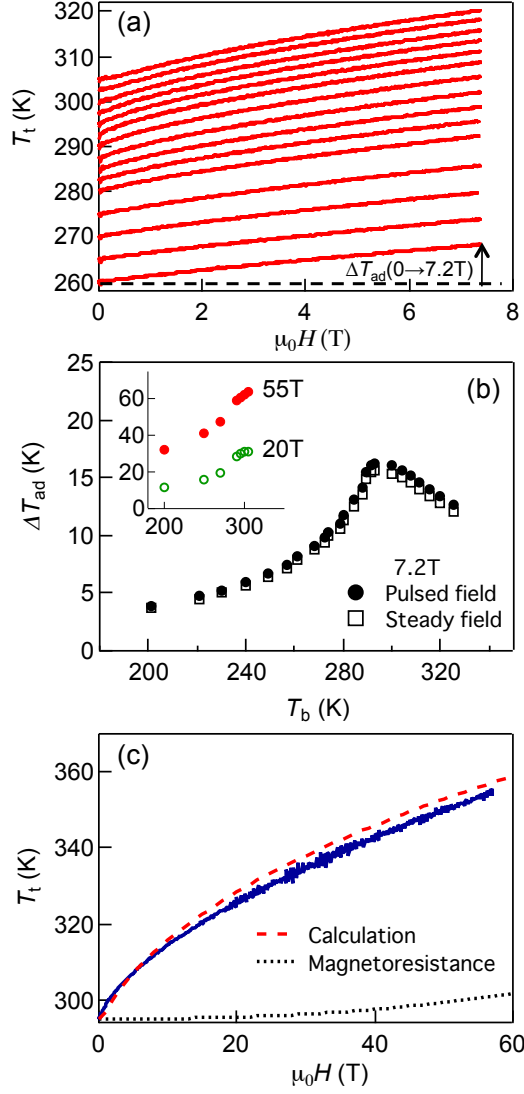 (a)
320
310
300
290
280
270
260
Tt (K)
ΔTad(0→7.2T)
0 2 4 6 8
μ0H (T)
(b)
25
20
15
10
5
0
ΔTad (K)
60
40
20
0
200 300
55T
20T
7.2T
Pulsed field
Steady field
200 240 280 320
Tb (K)
(c)
360
340
320
300
Tt (K)
Calculation
Magnetoresistance
0 20 40 60
μ0H (T)